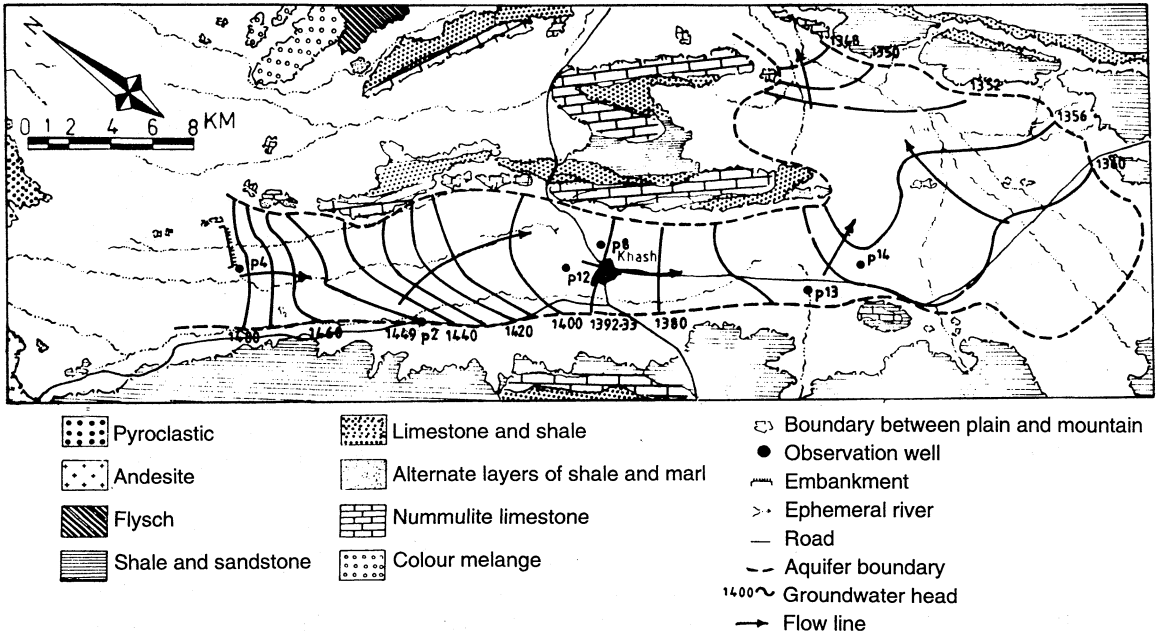 N
0 1 2 4 6 8 KM
1348
1350
1352
1356
1360
p4
p8
Khash
p12
p14
p13
1480
1460
1449 p2 1440
1420
1400
1392-33
1380
Pyroclastic
Andesite
Flysch
Shale and sandstone
Limestone and shale
Alternate layers of shale and marl
Nummulite limestone
Colour melange
Boundary between plain and mountain
Observation well
Embankment
Ephemeral river
Road
Aquifer boundary
1400 Groundwater head
Flow line